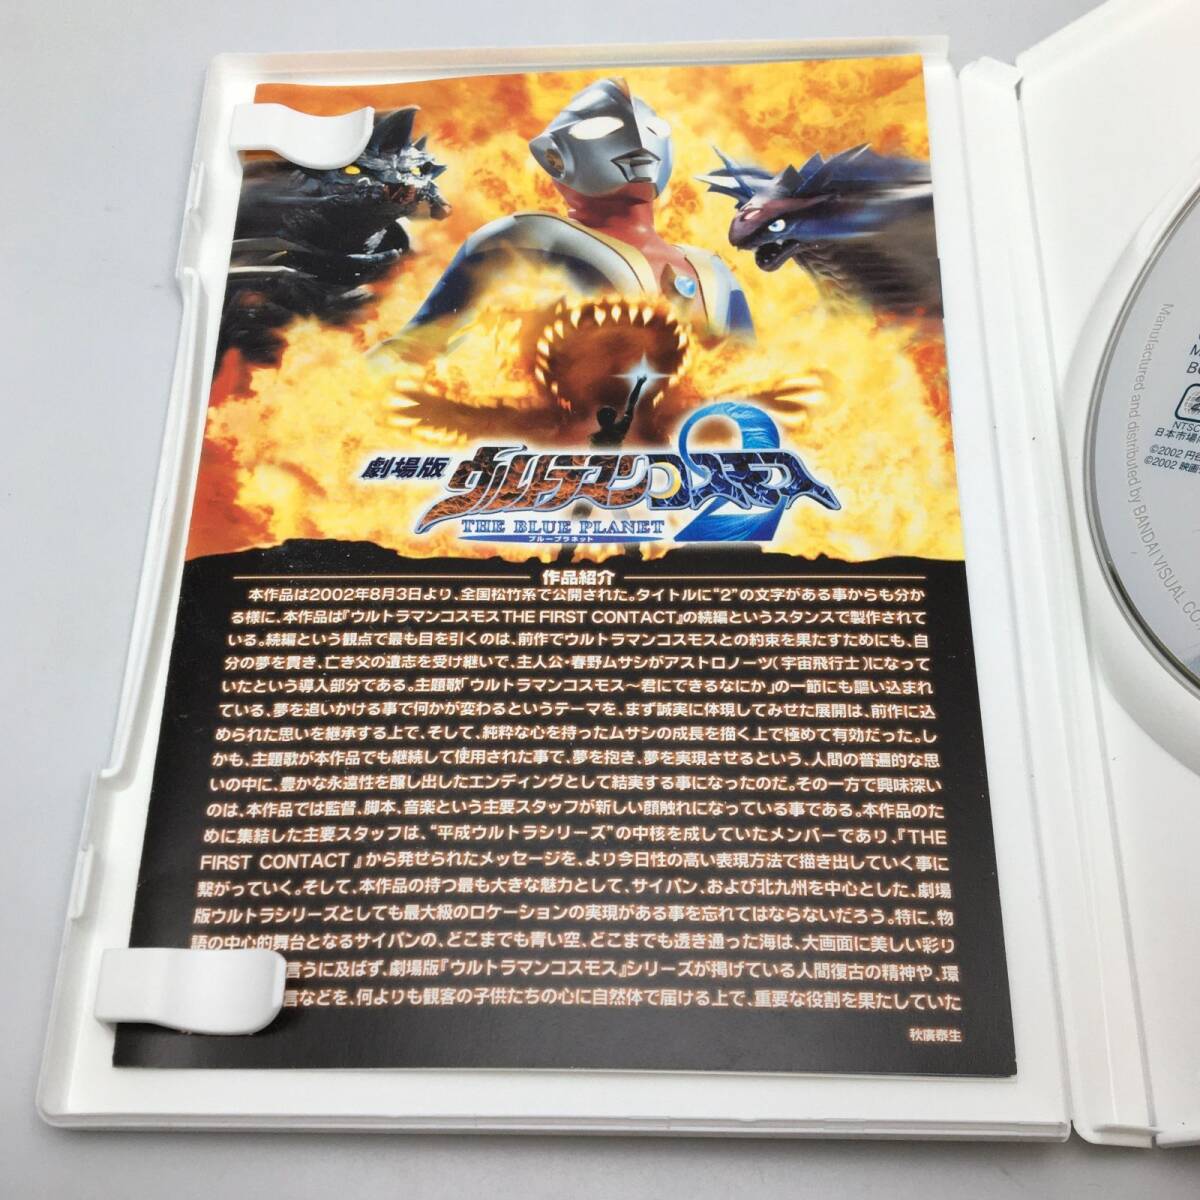 劇場版
ウルトラマンコスモス2
THE BLUE PLANET
ブループラネット
作品紹介
本作品は2002年8月3日より、全国松竹系で公開された。タイトルに"2"の文字がある事からも分か
る様に、本作品は『ウルトラマンコスモスTHE FIRST CONTACT』の続編というスタンスで製作されて
いる。続編という観点で最も目を引くのは、前作でウルトラマンコスモスとの約束を果たすためにも、自
分の夢を貫き、亡き父の遺志を受け継いで、主人公・春野ムサシがアストロノーツ(宇宙飛行士)になって
いたという導入部分である。主題歌「ウルトラマンコスモス〜君にできるなにか」の一節にも謳い込まれ
ている、夢を追いかける事で何かが変わるというテーマを、まず誠実に体現してみせた展開は、前作に込
められた思いを継承する上で、そして、純粋な心を持ったムサシの成長を描く上で極めて有効だった。し
かも、主題歌が本作品でも継続して使用された事で、夢を抱き、夢を実現させるという、人間の普遍的な思
いの中に、豊かな永遠性を醸し出したエンディングとして結実する事になったのだ。その一方で興味深い
のは、本作品では監督、脚本、音楽という主要スタッフが新しい顔触れになっている事である。本作品のた
めに集結した主要スタッフは、"平成ウルトラシリーズ"の中核を成していたメンバーであり、『THE
FIRST CONTACT』から発せられたメッセージを、より今日性の高い表現方法で描き出していく事に
繋がっていく。そして、本作品の持つ最も大きな魅力として、サイパン、および北九州を中心とした、劇場
版ウルトラシリーズとしても最大級のロケーションの実現がある事を忘れてはならないだろう。特に、物
語の中心的舞台となるサイパンの、どこまでも青い空、どこまでも透き通った海は、大画面に美しい彩り
言うに及ばず、劇場版『ウルトラマンコスモス』シリーズが掲げている人間復古の精神や、環
言などを、何よりも観客の子供たちの心に自然体で届ける上で、重要な役割を果たしていた
秋廣泰生
NTSC
日本市場
©2002 円谷
©2002 映画
Manufactured and distributed by BANDAI VISUAL CO